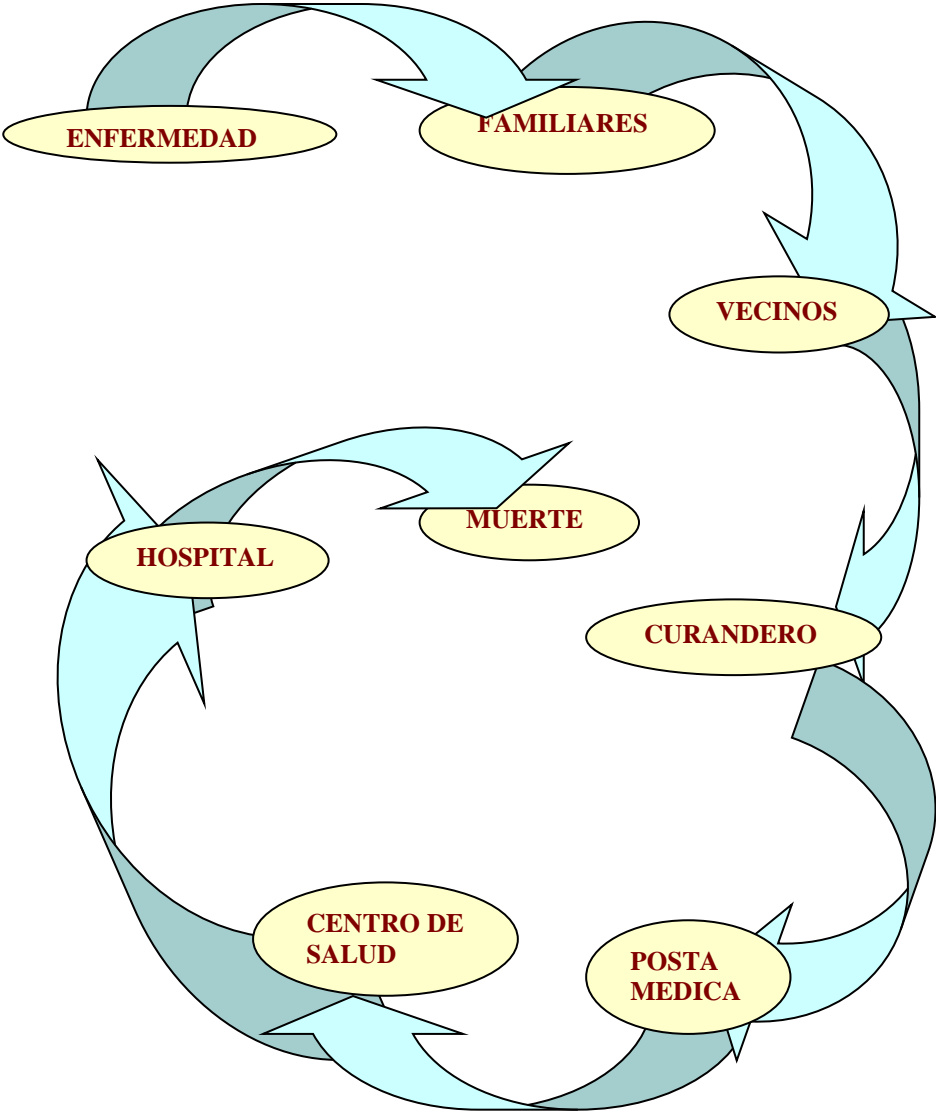 ENFERMEDAD
FAMILIARES
VECINOS
CURANDERO
POSTA
MEDICA
CENTRO DE
SALUD
HOSPITAL
MUERTE